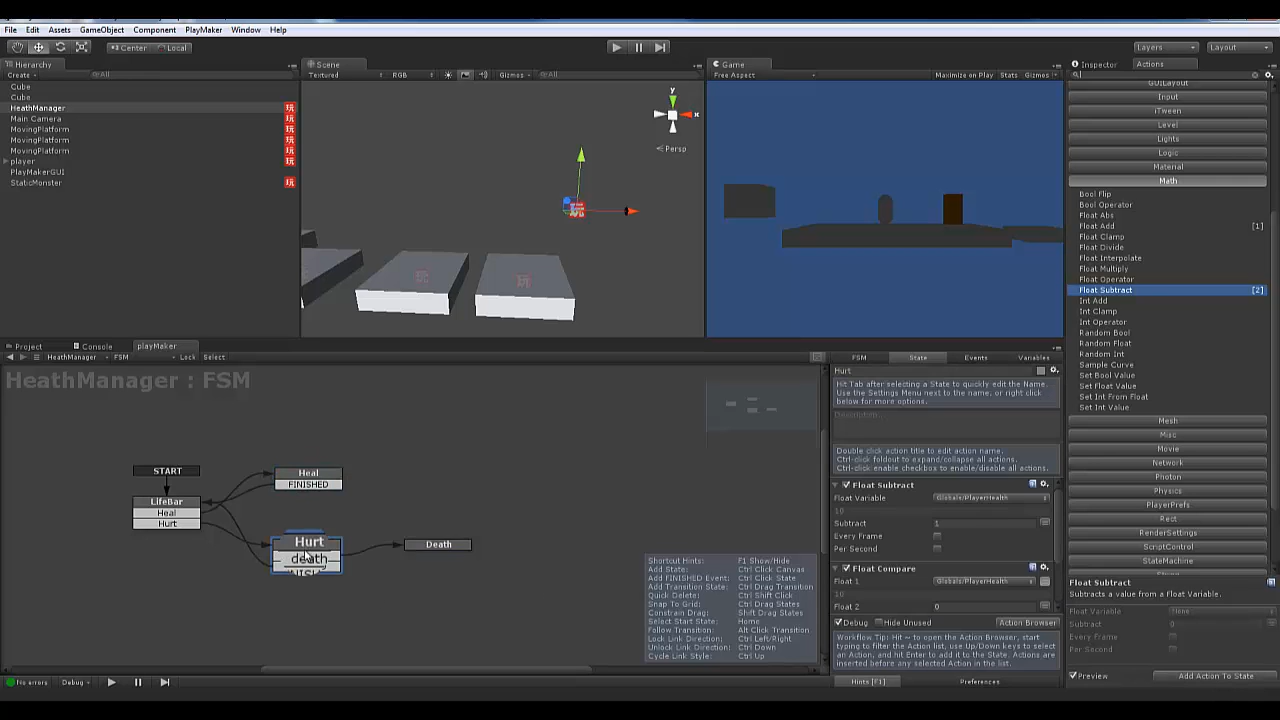 File Edit Assets GameObject Component PlayMaker Window Help
Center Local Layers Layout
Hierarchy
Create All
Cube
Cube
HeathManager
Main Camera
MovingPlatform
MovingPlatform
MovingPlatform
player
PlayMakerGUI
StaticMonster
Scene
Textured RGB Gizmos All
y
x
Persp
Game
Free Aspect Maximize on Play Stats Gizmos
Inspector Actions
GUILayout
Input
iTween
Level
Lights
Logic
Material
Math
Bool Flip
Bool Operator
Float Abs
Float Add [1]
Float Clamp
Float Divide
Float Interpolate
Float Multiply
Float Operator
Float Subtract [2]
Int Add
Int Clamp
Int Operator
Random Bool
Random Float
Random Int
Sample Curve
Set Bool Value
Set Float Value
Set Int From Float
Set Int Value
Mesh
Misc
Movie
Network
Photon
Physics
PlayerPrefs
Rect
RenderSettings
ScriptControl
StateMachine
Float Subtract
Subtracts a value from a Float Variable.
Float Variable None
Subtract 0
Every Frame
Per Second
Preview Add Action To State
Project Console playMaker
HeathManager FSM Lock Select
HeathManager : FSM
START
LifeBar
Heal
Hurt
Heal
FINISHED
Hurt
death
Death
Shortcut Hints: F1 Show/Hide
Add State: Ctrl Click Canvas
Add FINISHED Event: Ctrl Click State
Add Transition State: Ctrl Drag Transition
Quick Delete: Ctrl Shift Click
Snap To Grid: Ctrl Drag States
Constrain Drag: Shift Drag States
Select Start State: Home
Follow Transition: Alt Click Transition
Lock Link Direction: Ctrl Left/Right
Unlock Link Direction: Ctrl Down
Cycle Link Style: Ctrl Up
No errors Debug
FSM State Events Variables
Hurt
Hit Tab after selecting a State to quickly edit the Name.
Use the Settings Menu next to the name, or right click
below for more options.
Description...
Double click action title to edit action name.
Ctrl-click foldout to expand/collapse all actions.
Ctrl-click enable checkbox to enable/disable all actions.
Float Subtract
Float Variable Globals/PlayerHealth
10
Subtract 1
Every Frame
Per Second
Float Compare
Float 1 Globals/PlayerHealth
10
Float 2 0
Debug Hide Unused Action Browser
Workflow Tip: Hit ~ to open the Action Browser, start
typing to filter the Action list, use Up/Down keys to select
an Action, and hit Enter to add it to the State. Actions are
inserted before any selected Action in the list.
Hints [F1] Preferences